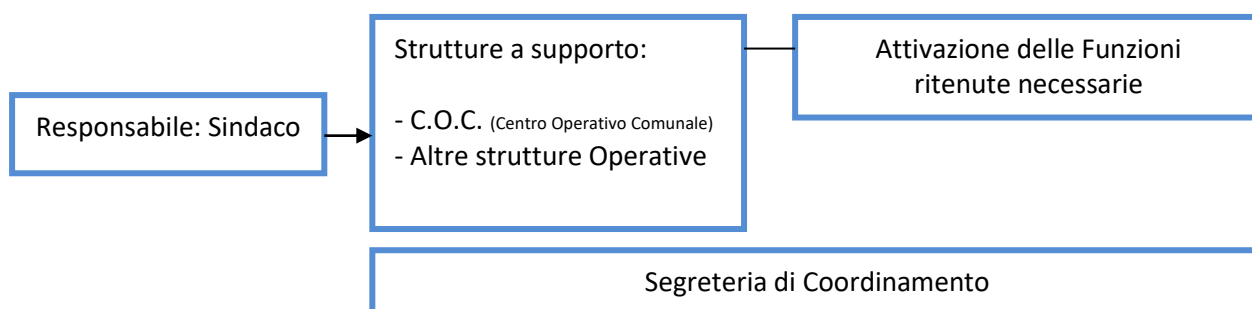 Responsabile: Sindaco
Strutture a supporto:
- C.O.C. (Centro Operativo Comunale)
- Altre strutture Operative
Attivazione delle Funzioni
ritenute necessarie
Segreteria di Coordinamento